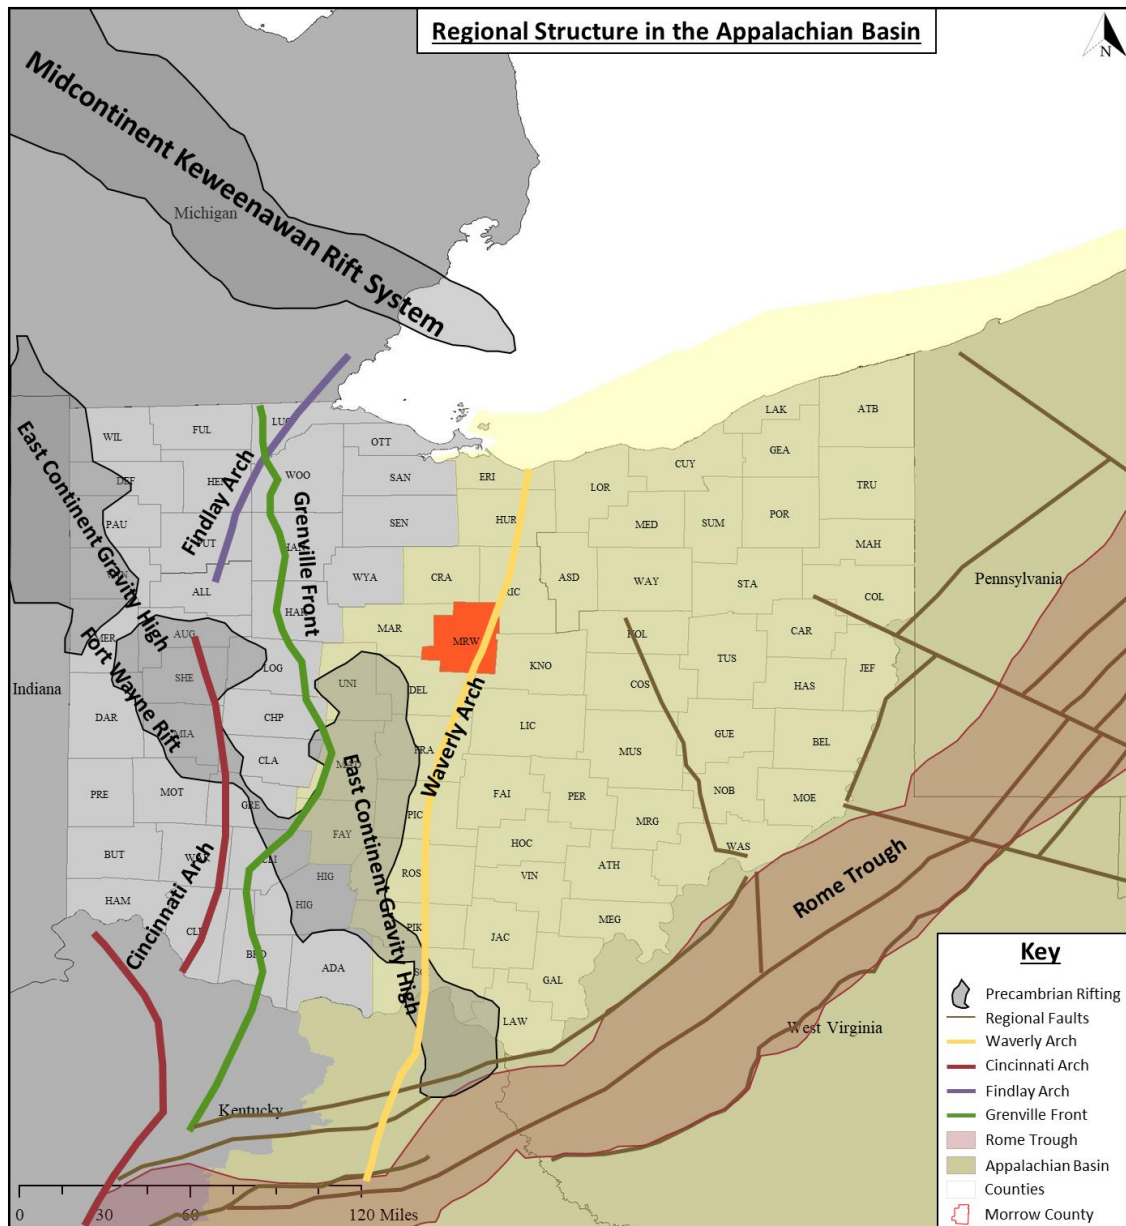 Regional Structure in the Appalachian Basin
N
Midcontinent Keweenawan Rift System
Michigan
LUC
LAK
ATB
WIL
FUL
OTT
GEA
CUY
East Continent Gravity High
Findlay Arch
DEF
WOO
SAN
ERI
LOR
TRU
Grenville Front
PAU
SEN
HUR
MED
SUM
POR
PUT
MAH
WYA
CRA
ASD
WAY
STA
Pennsylvania
ALL
RIC
COL
HAR
MER
AUG
MAR
MRW
HOL
CAR
Fort Wayne Rift
LOG
KNO
TUS
JEF
Indiana
SHE
UNI
DEL
COS
HAS
Waverly Arch
DAR
CHP
LIC
MIA
GUE
BEL
CLA
FRA
MUS
East Continent Gravity High
PRE
MOT
GRE
PIC
FAI
PER
NOB
MOE
FAY
MRG
BUT
HOC
WAS
Cincinnati Arch
HIG
ROS
VIN
ATH
Rome Trough
HAM
HIG
MEG
PIK
JAC
ADA
GAL
LAW
West Virginia
Kentucky
Key
Precambrian Rifting
Regional Faults
Waverly Arch
Cincinnati Arch
Findlay Arch
Grenville Front
Rome Trough
Appalachian Basin
Counties
Morrow County
0 30 60 120 Miles